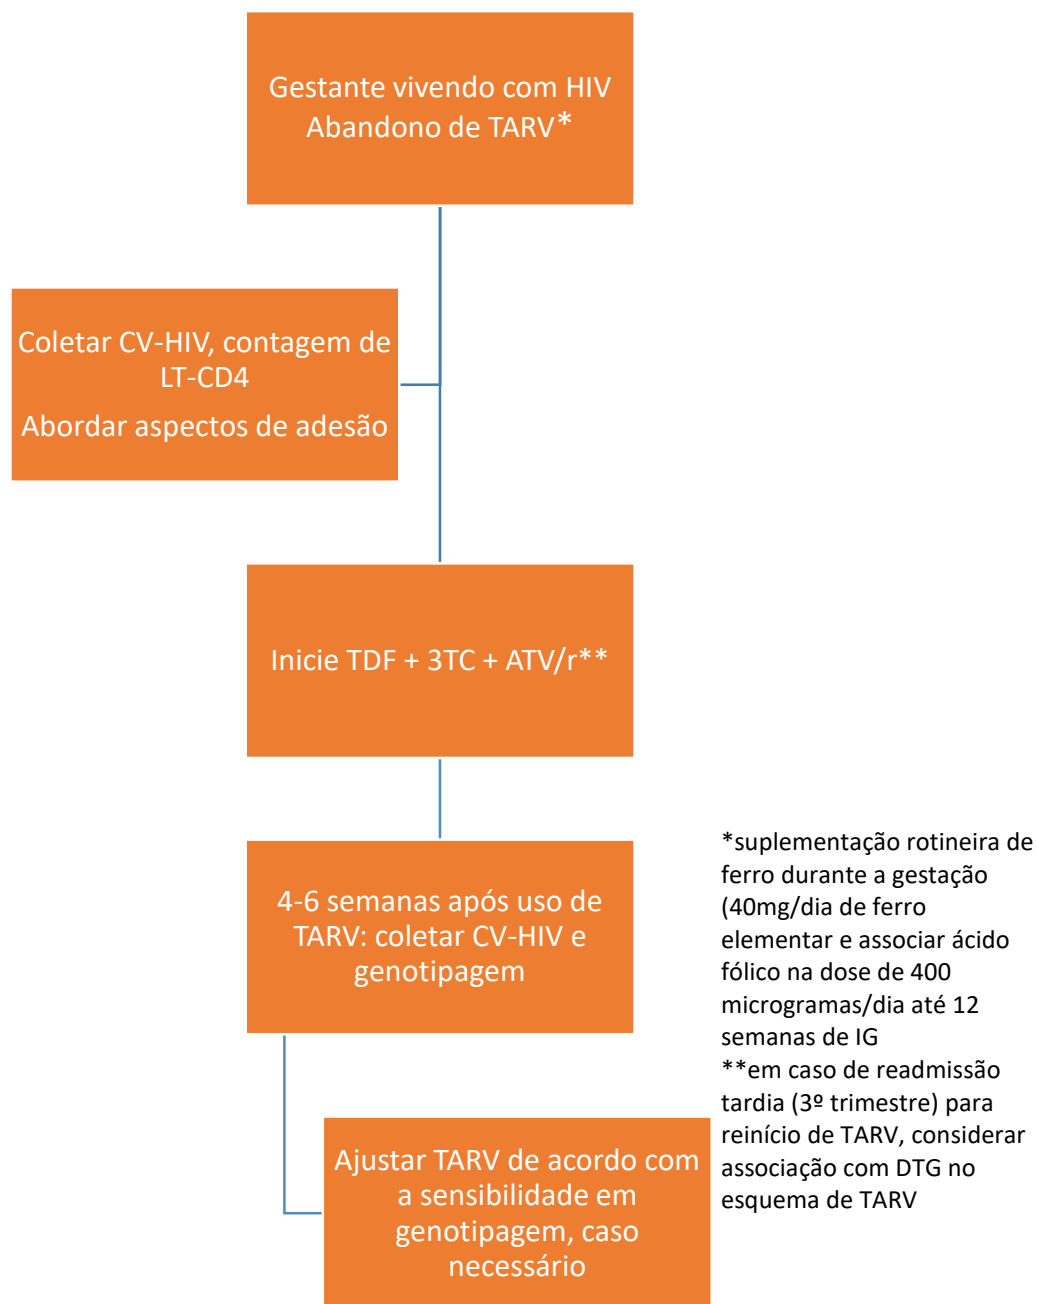 Gestante vivendo com HIV
Abandono de TARV*
Coletar CV-HIV, contagem de
LT-CD4
Abordar aspectos de adesão
Inicie TDF + 3TC + ATV/r**
4-6 semanas após uso de
TARV: coletar CV-HIV e
genotipagem
Ajustar TARV de acordo com
a sensibilidade em
genotipagem, caso
necessário
*suplementação rotineira de
ferro durante a gestação
(40mg/dia de ferro
elementar e associar ácido
fólico na dose de 400
microgramas/dia até 12
semanas de IG
**em caso de readmissão
tardia (3º trimestre) para
reinício de TARV, considerar
associação com DTG no
esquema de TARV